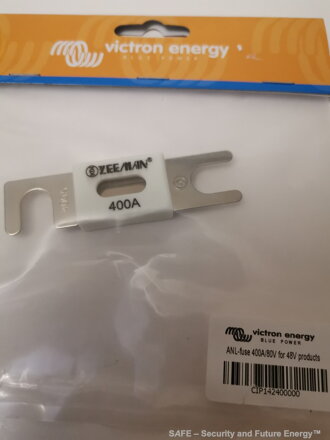 victron energy
BLUE POWER
ZEEMAN®
400A
victron energy
BLUE POWER
ANL-fuse 400A/80V for 48V products
CIP142400000
SAFE – Security and Future Energy™